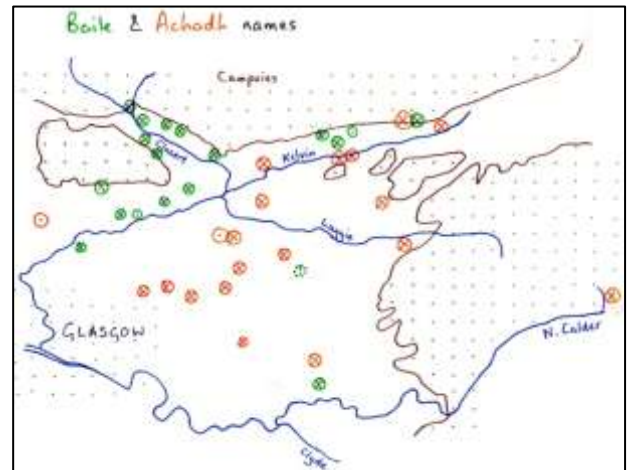 Baile & Achadh names
Campsies
Glazert
Kelvin
Luggie
GLASGOW
N. Calder
Clyde